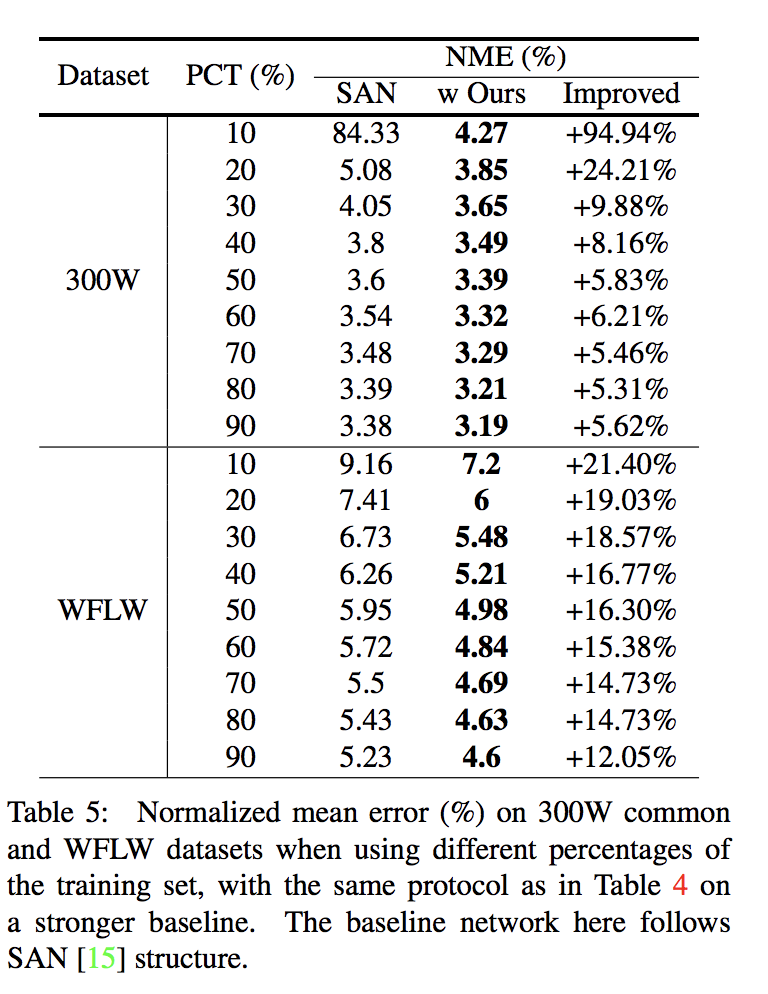 NME (%)
Dataset PCT (%)
SAN w Ours Improved
10 84.33 4.27 +94.94%
20 5.08 3.85 +24.21%
30 4.05 3.65 +9.88%
40 3.8 3.49 +8.16%
300W 50 3.6 3.39 +5.83%
60 3.54 3.32 +6.21%
70 3.48 3.29 +5.46%
80 3.39 3.21 +5.31%
90 3.38 3.19 +5.62%
10 9.16 7.2 +21.40%
20 7.41 6 +19.03%
30 6.73 5.48 +18.57%
40 6.26 5.21 +16.77%
WFLW 50 5.95 4.98 +16.30%
60 5.72 4.84 +15.38%
70 5.5 4.69 +14.73%
80 5.43 4.63 +14.73%
90 5.23 4.6 +12.05%
Table 5: Normalized mean error (%) on 300W common
and WFLW datasets when using different percentages of
the training set, with the same protocol as in Table 4 on
a stronger baseline. The baseline network here follows
SAN [15] structure.